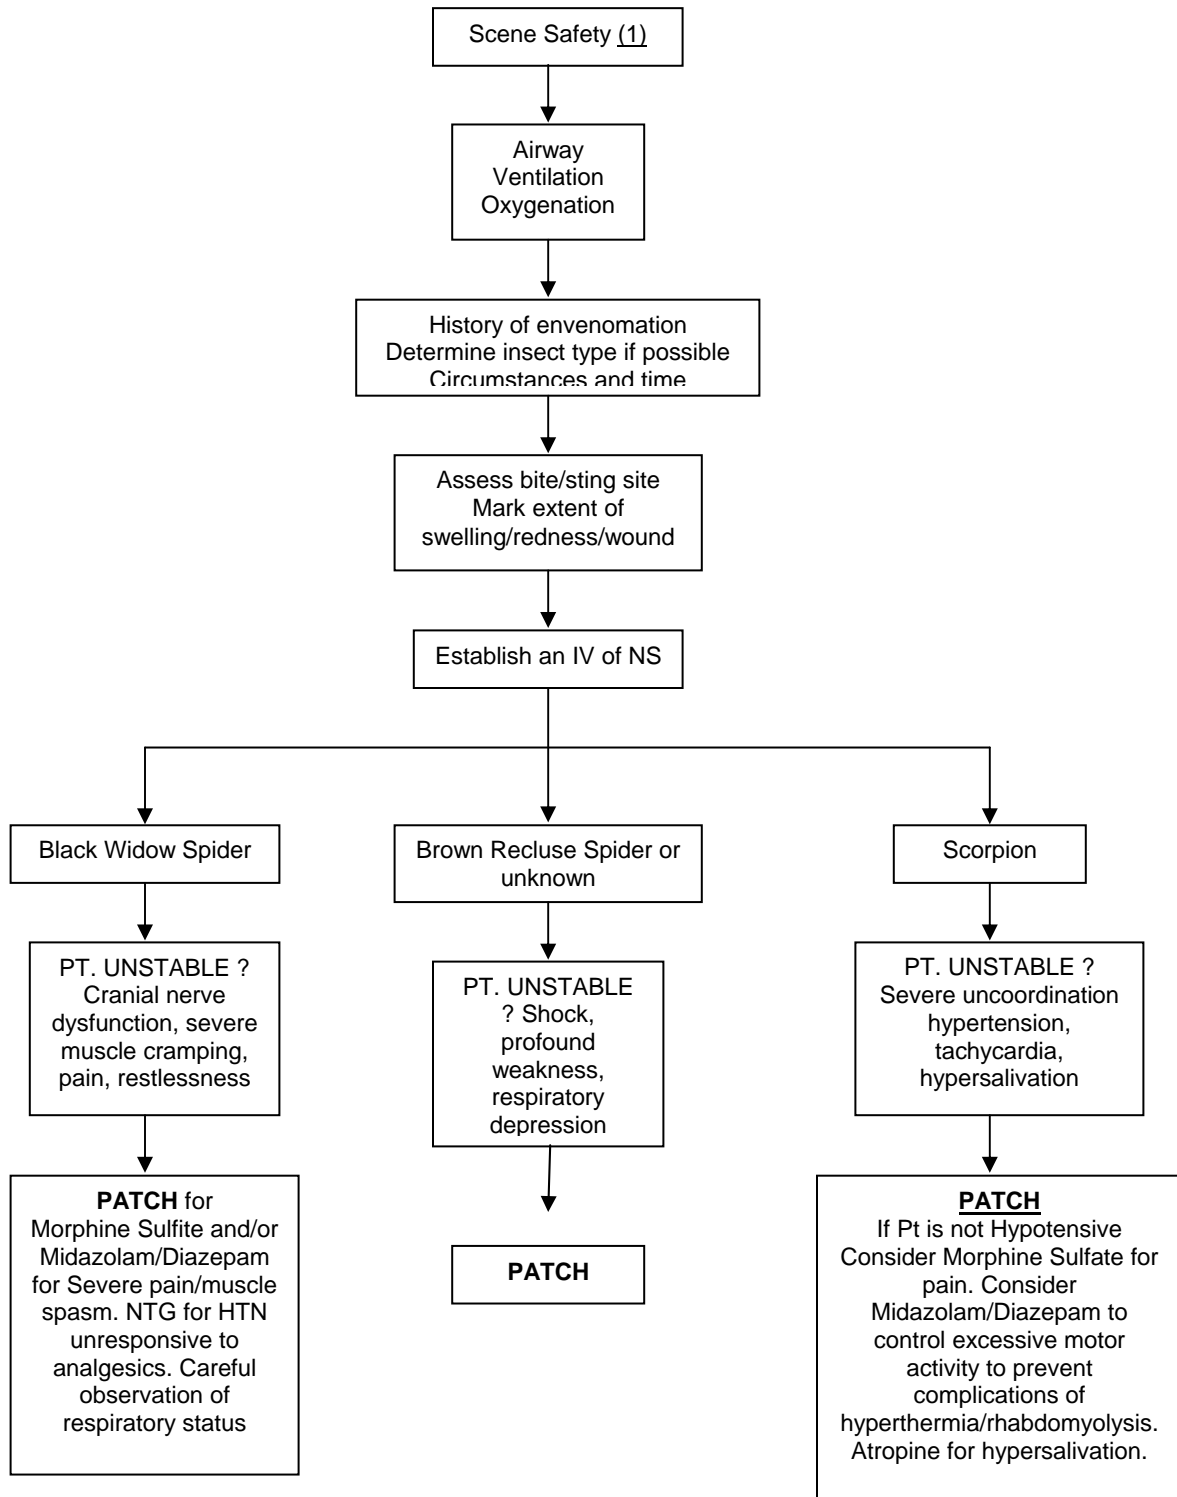 Scene Safety (1)
Airway
Ventilation
Oxygenation
History of envenomation
Determine insect type if possible
Circumstances and time
Assess bite/sting site
Mark extent of
swelling/redness/wound
Establish an IV of NS
Black Widow Spider
Brown Recluse Spider or
unknown
Scorpion
PT. UNSTABLE ?
Cranial nerve
dysfunction, severe
muscle cramping,
pain, restlessness
PT. UNSTABLE
? Shock,
profound
weakness,
respiratory
depression
PT. UNSTABLE ?
Severe uncoordination
hypertension,
tachycardia,
hypersalivation
PATCH for
Morphine Sulfite and/or
Midazolam/Diazepam
for Severe pain/muscle
spasm. NTG for HTN
unresponsive to
analgesics. Careful
observation of
respiratory status
PATCH
PATCH
If Pt is not Hypotensive
Consider Morphine Sulfate for
pain. Consider
Midazolam/Diazepam to
control excessive motor
activity to prevent
complications of
hyperthermia/rhabdomyolysis.
Atropine for hypersalivation.